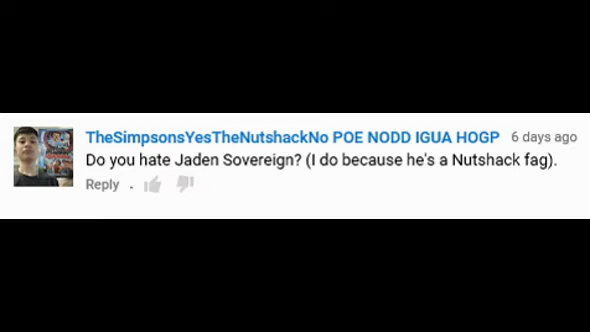 TheSimpsonsYesTheNutshackNo POE NODD IGUA HOGP 6 days ago
Do you hate Jaden Sovereign? (I do because he's a Nutshack fag).
Reply .